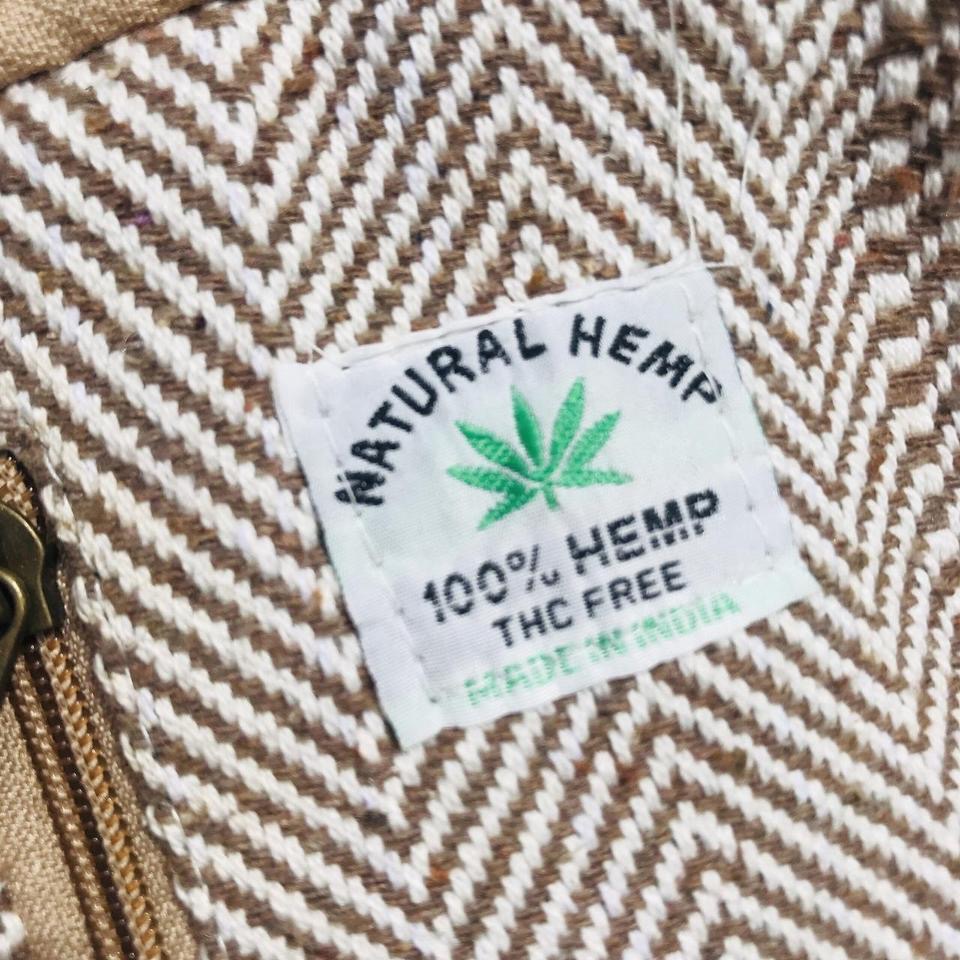 NATURAL HEMP
100% HEMP
THC FREE
MADE IN INDIA